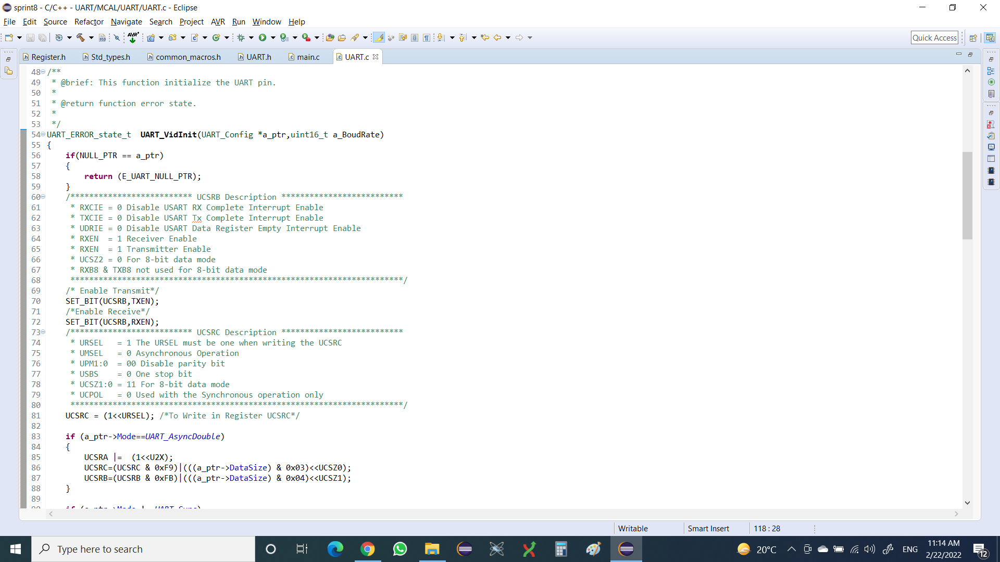 sprint8 - C/C++ - UART/MCAL/UART/UART.c - Eclipse
File Edit Source Refactor Navigate Search Project AVR Run Window Help
Quick Access
Register.h Std_types.h common_macros.h UART.h main.c UART.c
48 /**
49  * @brief: This function initialize the UART pin.
50  *
51  * @return function error state.
52  *
53  */
54 UART_ERROR_state_t  UART_VidInit(UART_Config *a_ptr,uint16_t a_BoudRate)
55 {
56     if(NULL_PTR == a_ptr)
57     {
58         return (E_UART_NULL_PTR);
59     }
60     /************************** UCSRB Description **************************
61      * RXCIE = 0 Disable USART RX Complete Interrupt Enable
62      * TXCIE = 0 Disable USART Tx Complete Interrupt Enable
63      * UDRIE = 0 Disable USART Data Register Empty Interrupt Enable
64      * RXEN  = 1 Receiver Enable
65      * RXEN  = 1 Transmitter Enable
66      * UCSZ2 = 0 For 8-bit data mode
67      * RXB8 & TXB8 not used for 8-bit data mode
68      ***********************************************************************/
69     /* Enable Transmit*/
70     SET_BIT(UCSRB,TXEN);
71     /*Enable Receive*/
72     SET_BIT(UCSRB,RXEN);
73     /************************** UCSRC Description **************************
74      * URSEL   = 1 The URSEL must be one when writing the UCSRC
75      * UMSEL   = 0 Asynchronous Operation
76      * UPM1:0  = 00 Disable parity bit
77      * USBS    = 0 One stop bit
78      * UCSZ1:0 = 11 For 8-bit data mode
79      * UCPOL   = 0 Used with the Synchronous operation only
80      ***********************************************************************/
81     UCSRC = (1<<URSEL); /*To Write in Register UCSRC*/
82
83     if (a_ptr->Mode==UART_AsyncDouble)
84     {
85         UCSRA |=  (1<<U2X);
86         UCSRC=(UCSRC & 0xF9)|(((a_ptr->DataSize) & 0x03)<<UCSZ0);
87         UCSRB=(UCSRB & 0xFB)|(((a_ptr->DataSize) & 0x04)<<UCSZ1);
88     }
89
Writable Smart Insert 118 : 28
Type here to search
20°C ENG 11:14 AM
2/22/2022
12